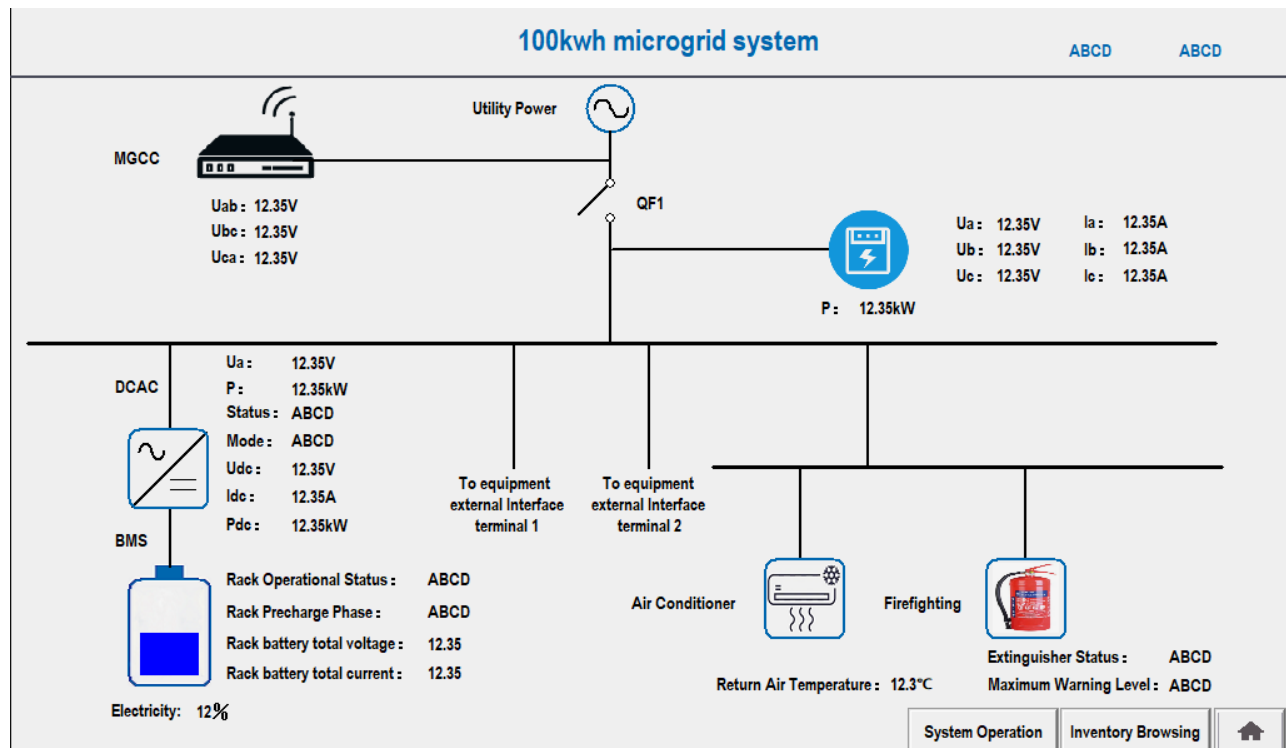 100kwh microgrid system
ABCD ABCD
Utility Power
MGCC
Uab: 12.35V
Ubc: 12.35V
Uca: 12.35V
QF1
Ua: 12.35V Ia: 12.35A
Ub: 12.35V Ib: 12.35A
Uc: 12.35V Ic: 12.35A
P: 12.35kW
DCAC
Ua: 12.35V
P: 12.35kW
Status: ABCD
Mode: ABCD
Udc: 12.35V
Idc: 12.35A
Pdc: 12.35kW
To equipment
external Interface
terminal 1
To equipment
external Interface
terminal 2
BMS
Rack Operational Status: ABCD
Rack Precharge Phase: ABCD
Rack battery total voltage: 12.35
Rack battery total current: 12.35
Electricity: 12%
Air Conditioner
Return Air Temperature: 12.3℃
Firefighting
Extinguisher Status: ABCD
Maximum Warning Level: ABCD
System Operation
Inventory Browsing